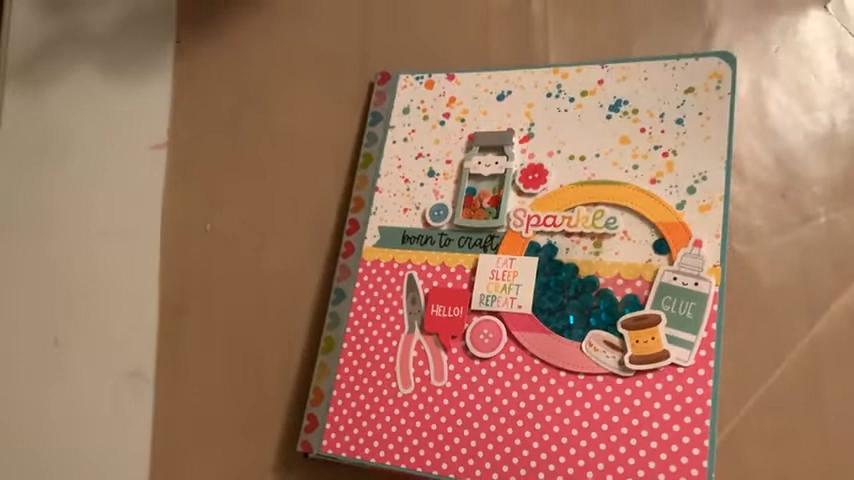 Sparkle
born to craft
EAT
SLEEP
CRAFT
REPEAT.
HELLO!
GLUE